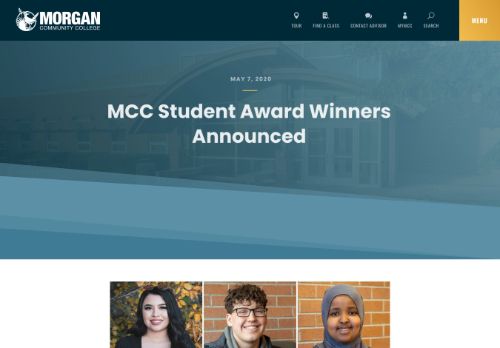 MORGAN
COMMUNITY COLLEGE
TOUR
FIND A CLASS
CONTACT ADVISOR
MYMCC
SEARCH
MENU
MAY 7, 2020
MCC Student Award Winners
Announced